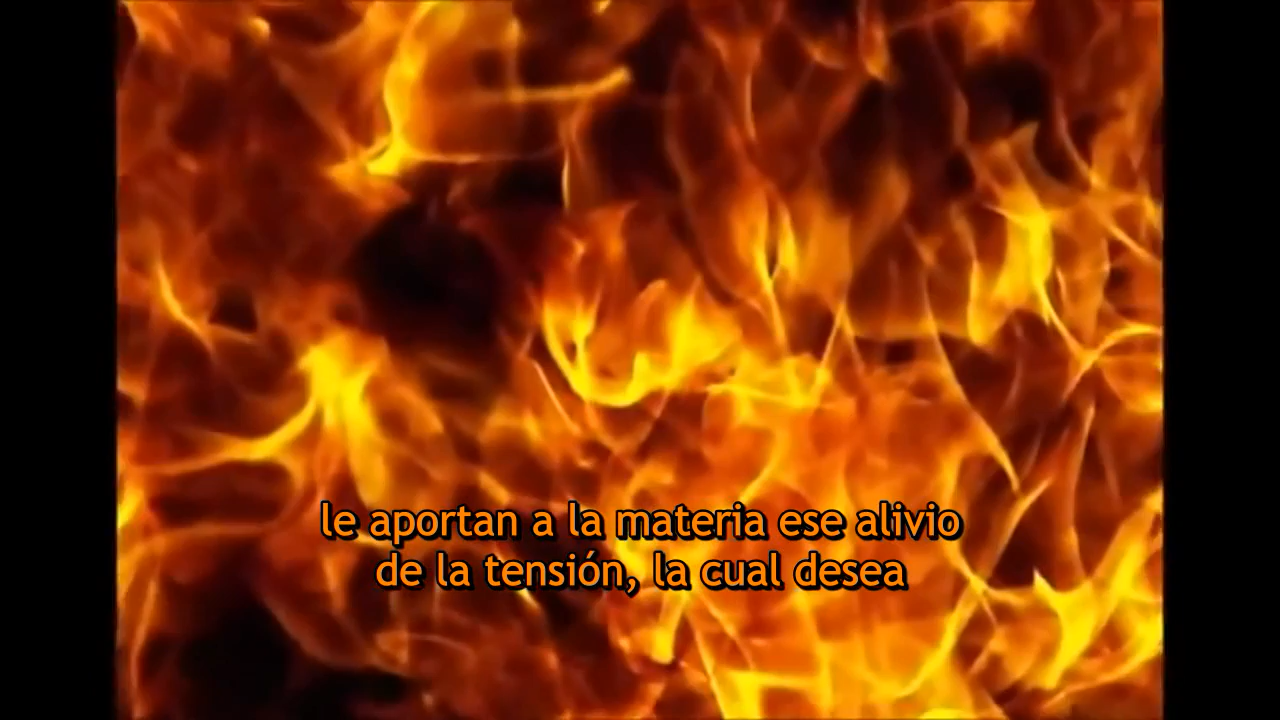 le aportan a la materia ese alivio
de la tensión, la cual desea